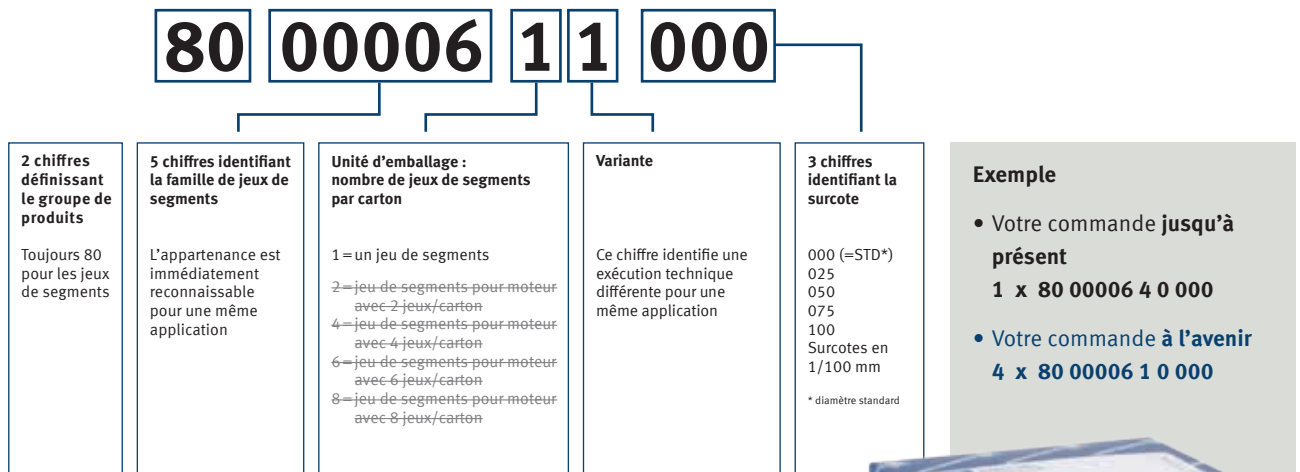 80 00006 1 1 000
2 chiffres
définissant
le groupe de
produits
Toujours 80
pour les jeux
de segments
5 chiffres identifiant
la famille de jeux de
segments
L’appartenance est
immédiatement
reconnaissable
pour une même
application
Unité d’emballage :
nombre de jeux de segments
par carton
1 = un jeu de segments
2 = jeu de segments pour moteur
avec 2 jeux/carton
4 = jeu de segments pour moteur
avec 4 jeux/carton
6 = jeu de segments pour moteur
avec 6 jeux/carton
8 = jeu de segments pour moteur
avec 8 jeux/carton
Variante
Ce chiffre identifie une
exécution technique
différente pour une
même application
3 chiffres
identifiant la
surcote
000 (=STD*)
025
050
075
100
Surcotes en
1/100 mm
* diamètre standard
Exemple
• Votre commande jusqu’à
présent
1 x 80 00006 4 0 000
• Votre commande à l’avenir
4 x 80 00006 1 0 000